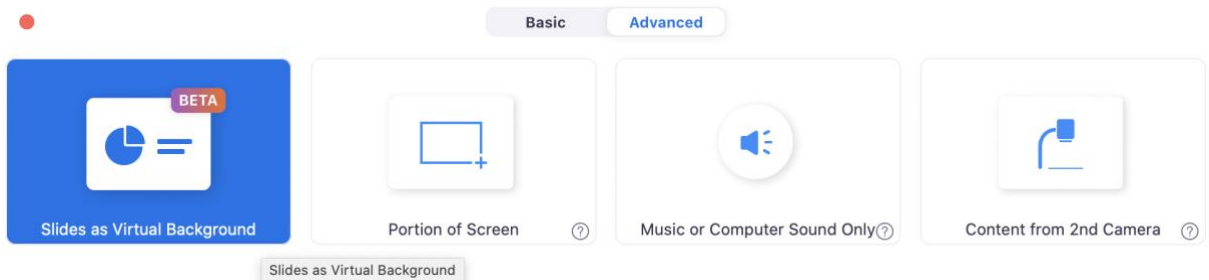 Basic
Advanced
BETA
Slides as Virtual Background
Portion of Screen ?
Music or Computer Sound Only ?
Content from 2nd Camera ?
Slides as Virtual Background